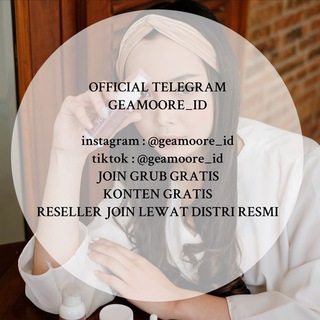 OFFICIAL TELEGRAM
GEAMOORE_ID
instagram : @geamoore_id
tiktok : @geamoore_id
JOIN GRUB GRATIS
KONTEN GRATIS
RESELLER JOIN LEWAT DISTRI RESMI